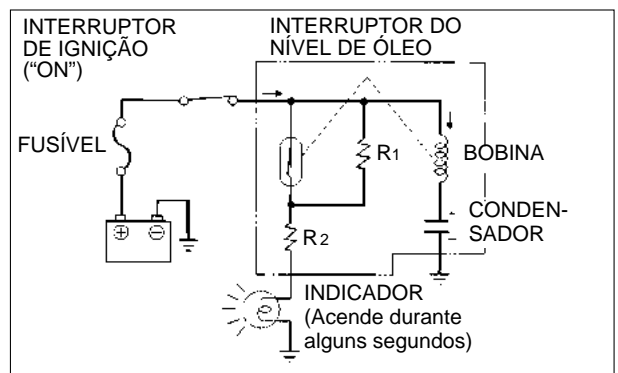 INTERRUPTOR
DE IGNIÇÃO
(“ON”)
INTERRUPTOR DO
NÍVEL DE ÓLEO
FUSÍVEL
R1
BOBINA
CONDEN-
SADOR
R2
INDICADOR
(Acende durante
alguns segundos)